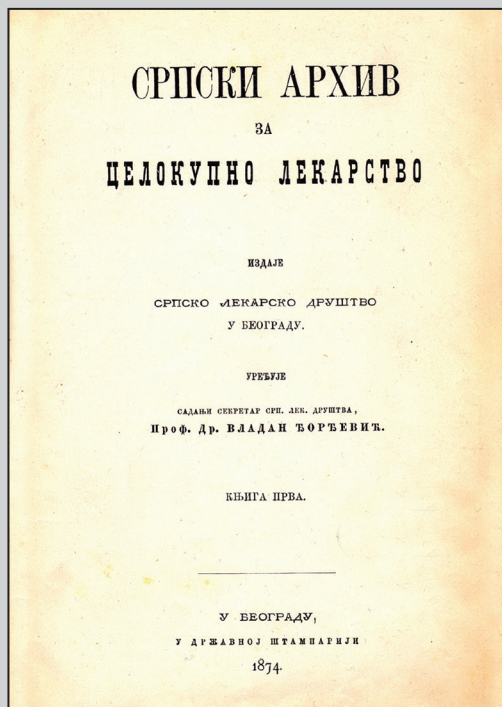 СРПСКИ АРХИВ
ЗА
ЦЕЛОКУПНО ЛЕКАРСТВО
ИЗДАЈЕ
СРПСКО ЛЕКАРСКО ДРУШТВО
У БЕОГРАДУ.
УРЕЂУЈЕ
САДАЊИ СЕКРЕТАР СРП. ЛЕК. ДРУШТВА,
Проф. Др. ВЛАДАН ЂОРЂЕВИЋ.
КЊИГА ПРВА.
У БЕОГРАДУ,
У ДРЖАВНОЈ ШТАМПАРИЈИ
1874.